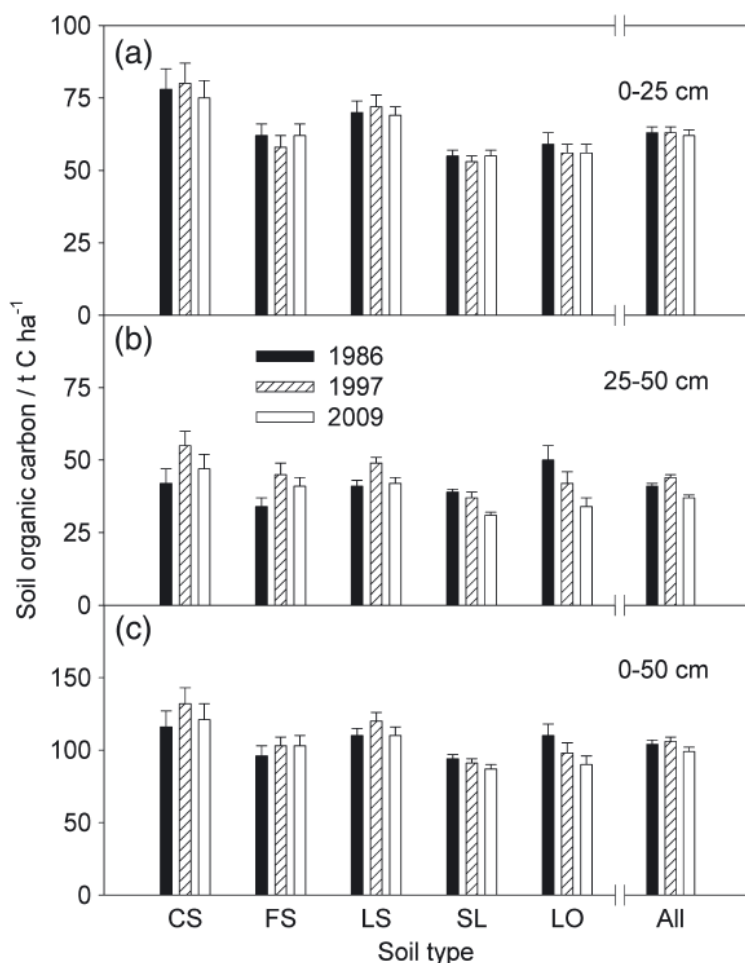 100
(a)
0-25 cm
75
50
25
0
(b)
1986
25-50 cm
75
1997
2009
50
25
0
(c)
0-50 cm
150
100
50
0
Soil organic carbon / t C ha⁻¹
CS FS LS SL LO All
Soil type